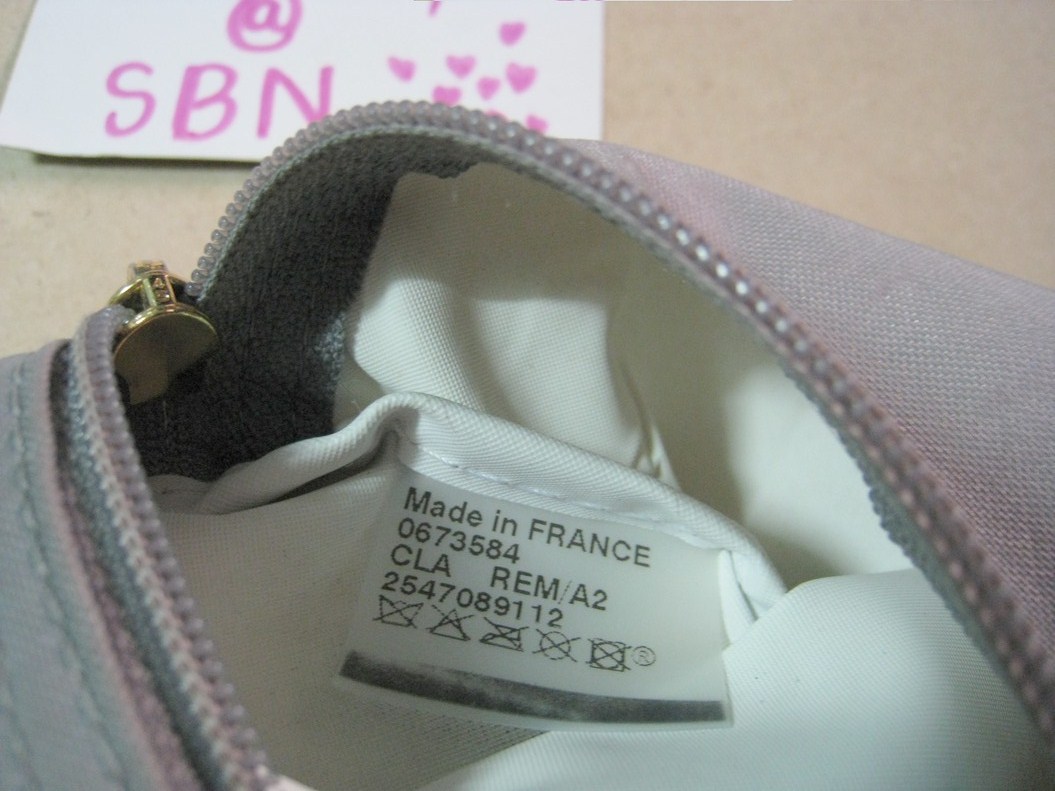 @
SBN
Made in FRANCE
0673584
CLA REM/A2
2547089112
®